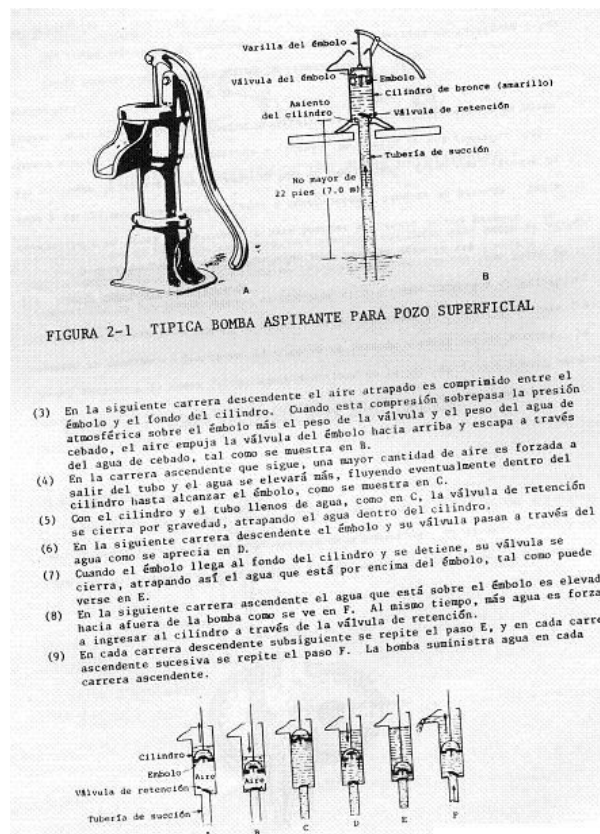 Varilla del émbolo
Válvula del émbolo
Embolo
Cilindro de bronce (amarillo)
Asiento
del cilindro
Válvula de retención
Tubería de succión
No mayor de
22 pies (7.0 m)
A
B
FIGURA 2-1 TIPICA BOMBA ASPIRANTE PARA POZO SUPERFICIAL
(3) En la siguiente carrera descendente el aire atrapado es comprimido entre el
émbolo y el fondo del cilindro. Cuando esta compresión sobrepasa la presión
atmosférica sobre el émbolo más el peso de la válvula y el peso del agua de
cebado, el aire empuja la válvula del émbolo hacia arriba y escapa a través
del agua de cebado, tal como se muestra en B.
(4) En la carrera ascendente que sigue, una mayor cantidad de aire es forzada a
salir del tubo y el agua se elevará más, fluyendo eventualmente dentro del
cilindro hasta alcanzar el émbolo, como se muestra en C.
(5) Con el cilindro y el tubo llenos de agua, como en C, la válvula de retención
se cierra por gravedad, atrapando el agua dentro del cilindro.
(6) En la siguiente carrera descendente el émbolo y su válvula pasan a través del
agua como se aprecia en D.
(7) Cuando el émbolo llega al fondo del cilindro y se detiene, su válvula se
cierra, atrapando así el agua que está por encima del émbolo, tal como puede
verse en E.
(8) En la siguiente carrera ascendente el agua que está sobre el émbolo es elevad
hacia afuera de la bomba como se ve en F. Al mismo tiempo, más agua es forza
a ingresar al cilindro a través de la válvula de retención.
(9) En cada carrera descendente subsiguiente se repite el paso E, y en cada carre
ascendente sucesiva se repite el paso F. La bomba suministra agua en cada
carrera ascendente.
Cilindro
Embolo
Válvula de retención
Tubería de succión
Aire
Aire
A
B
C
D
E
F